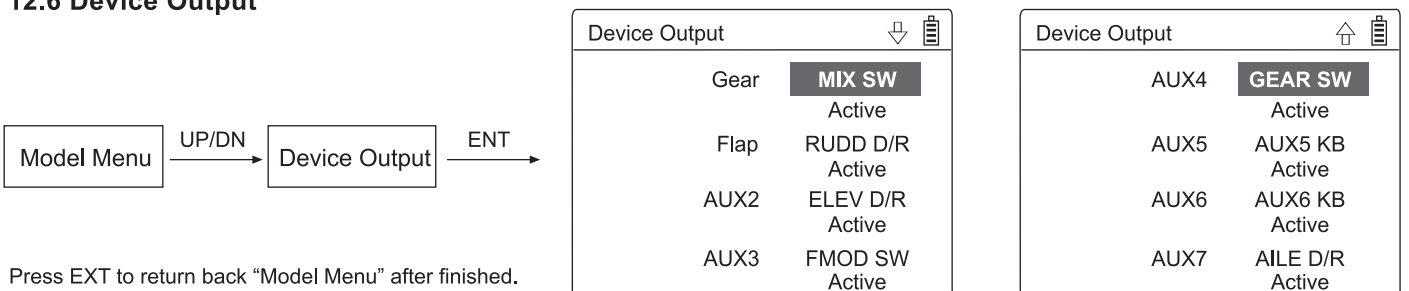 12.6 Device Output
Model Menu
UP/DN
Device Output
ENT
Press EXT to return back “Model Menu” after finished.
Device Output
Gear MIX SW
Active
Flap RUDD D/R
Active
AUX2 ELEV D/R
Active
AUX3 FMOD SW
Active
Device Output
AUX4 GEAR SW
Active
AUX5 AUX5 KB
Active
AUX6 AUX6 KB
Active
AUX7 AILE D/R
Active